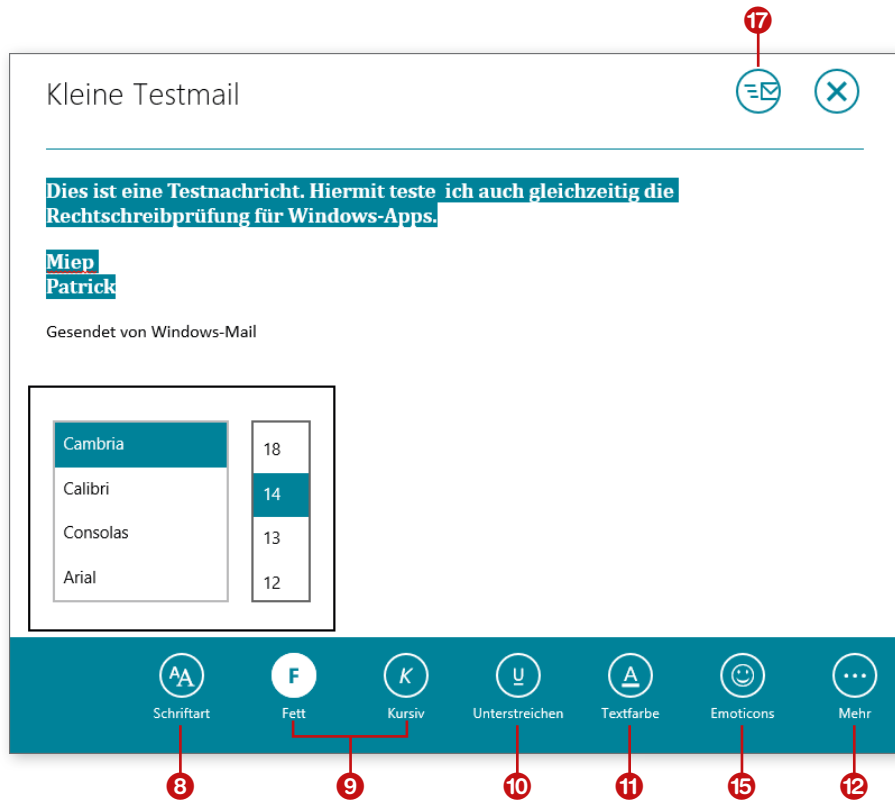 17
Kleine Testmail
Dies ist eine Testnachricht. Hiermit teste ich auch gleichzeitig die
Rechtschreibprüfung für Windows-Apps.
Miep
Patrick
Gesendet von Windows-Mail
Cambria
Calibri
Consolas
Arial
18
14
13
12
AA F K U A
Schriftart Fett Kursiv Unterstreichen Textfarbe Emoticons Mehr
8 9 10 11 15 12